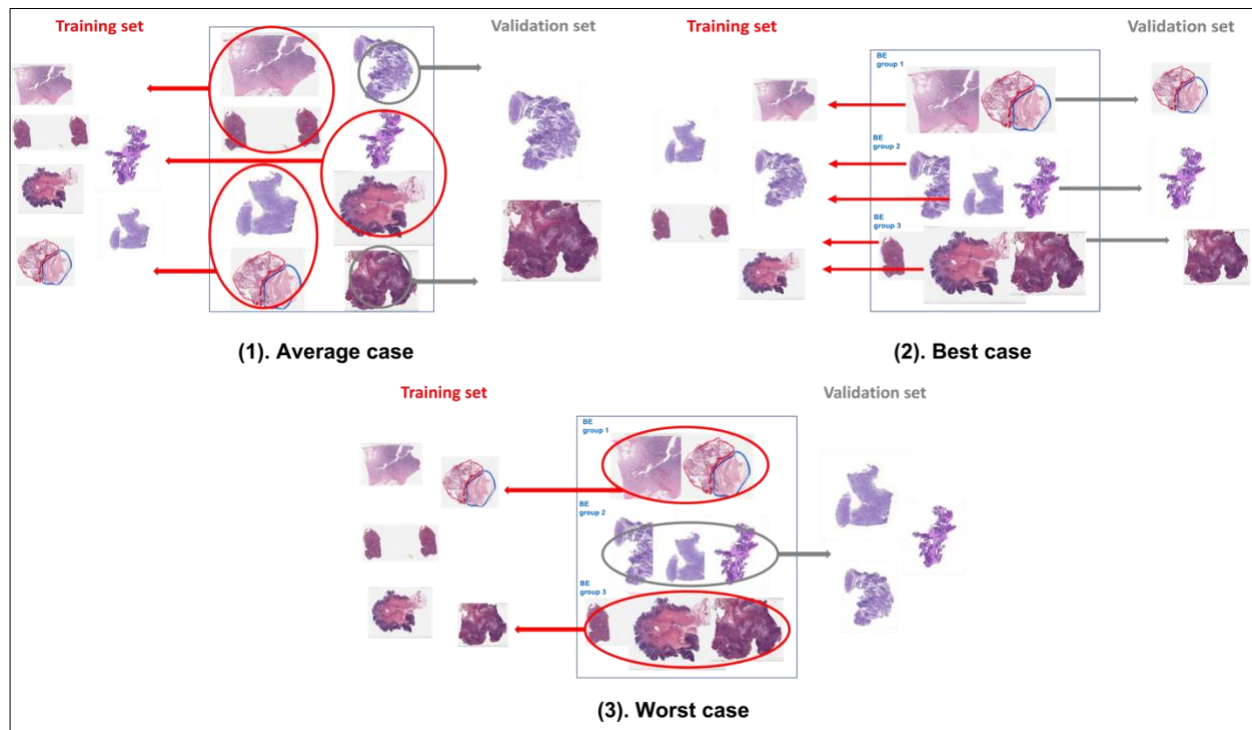 Training set
Validation set
(1). Average case
Training set
Validation set
BE
group 1
BE
group 2
BE
group 3
(2). Best case
Training set
Validation set
BE
group 1
BE
group 2
BE
group 3
(3). Worst case